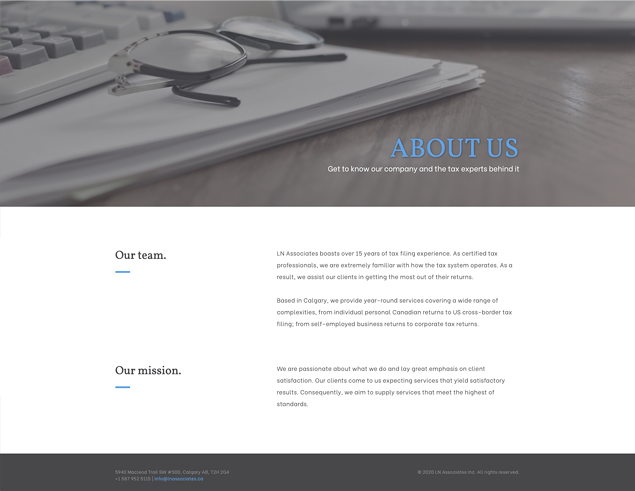 ABOUT US
Get to know our company and the tax experts behind it
Our team.
LN Associates boasts over 15 years of tax filing experience. As certified tax
professionals, we are extremely familiar with how the tax system operates. As a
result, we assist our clients in getting the most out of their returns.
Based in Calgary, we provide year-round services covering a wide range of
complexities, from individual personal Canadian returns to US cross-border tax
filing; from self-employed business returns to corporate tax returns.
Our mission.
We are passionate about what we do and lay great emphasis on client
satisfaction. Our clients come to us expecting services that yield satisfactory
results. Consequently, we aim to supply services that meet the highest of
standards.
5940 Macleod Trail SW #500, Calgary AB, T2H 2G4
info@lnassociates.ca
© 2020 LN Associates Inc. All rights reserved.